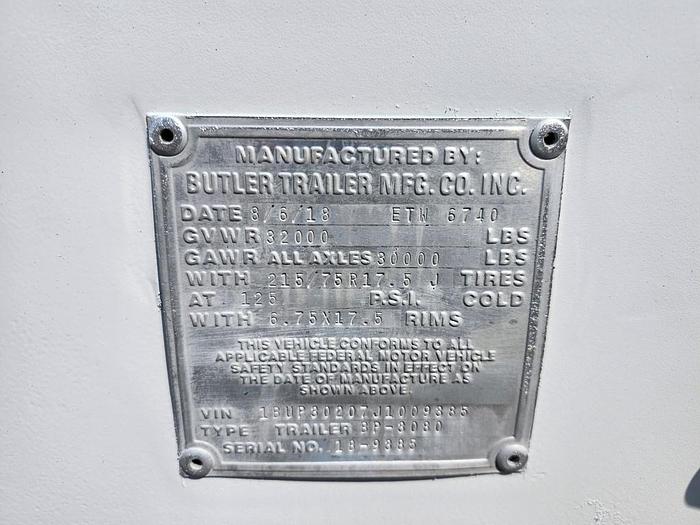 MANUFACTURED BY:
BUTLER TRAILER MFG. CO. INC.
DATE 8/6/18 ETW 6740
GVWR 32000 LBS
GAWR ALL AXLES 30000 LBS
WITH 215/75R17.5 J TIRES
AT 125 P.S.I. COLD
WITH 6.75X17.5 RIMS
THIS VEHICLE CONFORMS TO ALL
APPLICABLE FEDERAL MOTOR VEHICLE
SAFETY STANDARDS IN EFFECT ON
THE DATE OF MANUFACTURE AS
SHOWN ABOVE.
VIN 1BUP30207J1009885
TYPE TRAILER BP-3080
SERIAL NO. 18-9885